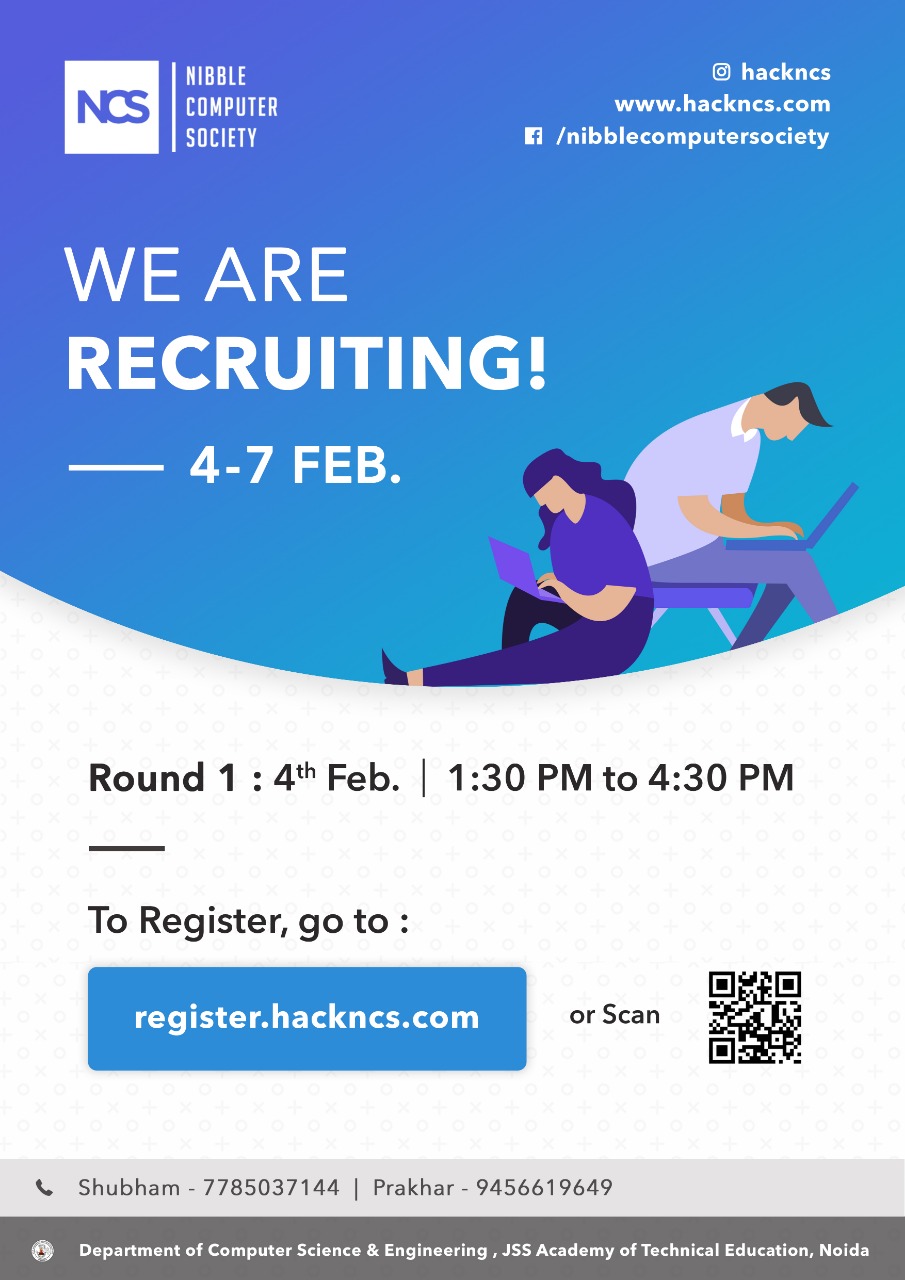 NCS
NIBBLE
COMPUTER
SOCIETY
hackncs
www.hackncs.com
/nibblecomputersociety
WE ARE
RECRUITING!
4-7 FEB.
Round 1 : 4th Feb. | 1:30 PM to 4:30 PM
To Register, go to :
register.hackncs.com
or Scan
Shubham - 7785037144 | Prakhar - 9456619649
Department of Computer Science & Engineering , JSS Academy of Technical Education, Noida